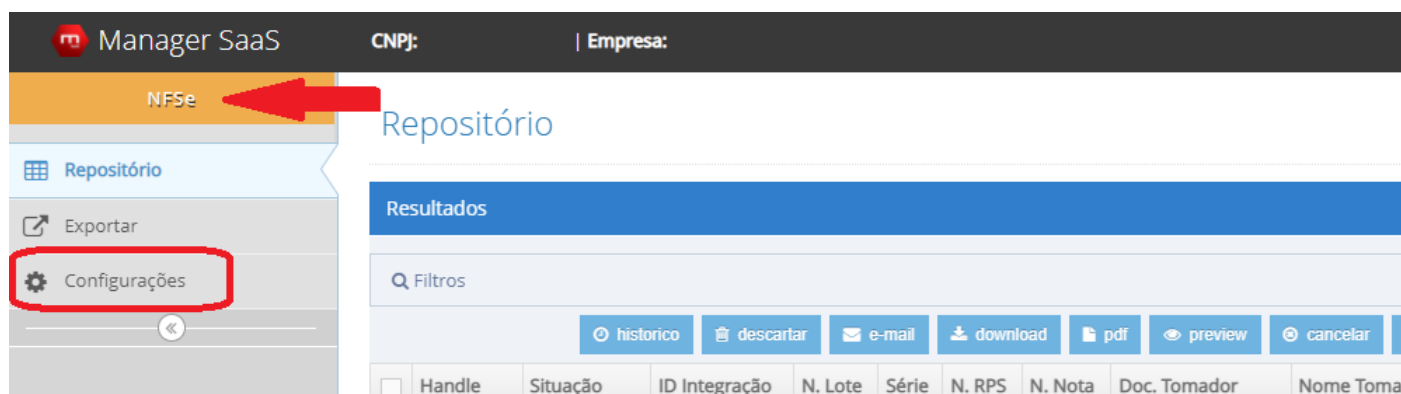 Manager SaaS
CNPJ: | Empresa:
NFSe
Repositório
Repositório
Exportar
Configurações
Resultados
Filtros
historico descartar e-mail download pdf preview cancelar
Handle Situação ID Integração N. Lote Série N. RPS N. Nota Doc. Tomador Nome Toma